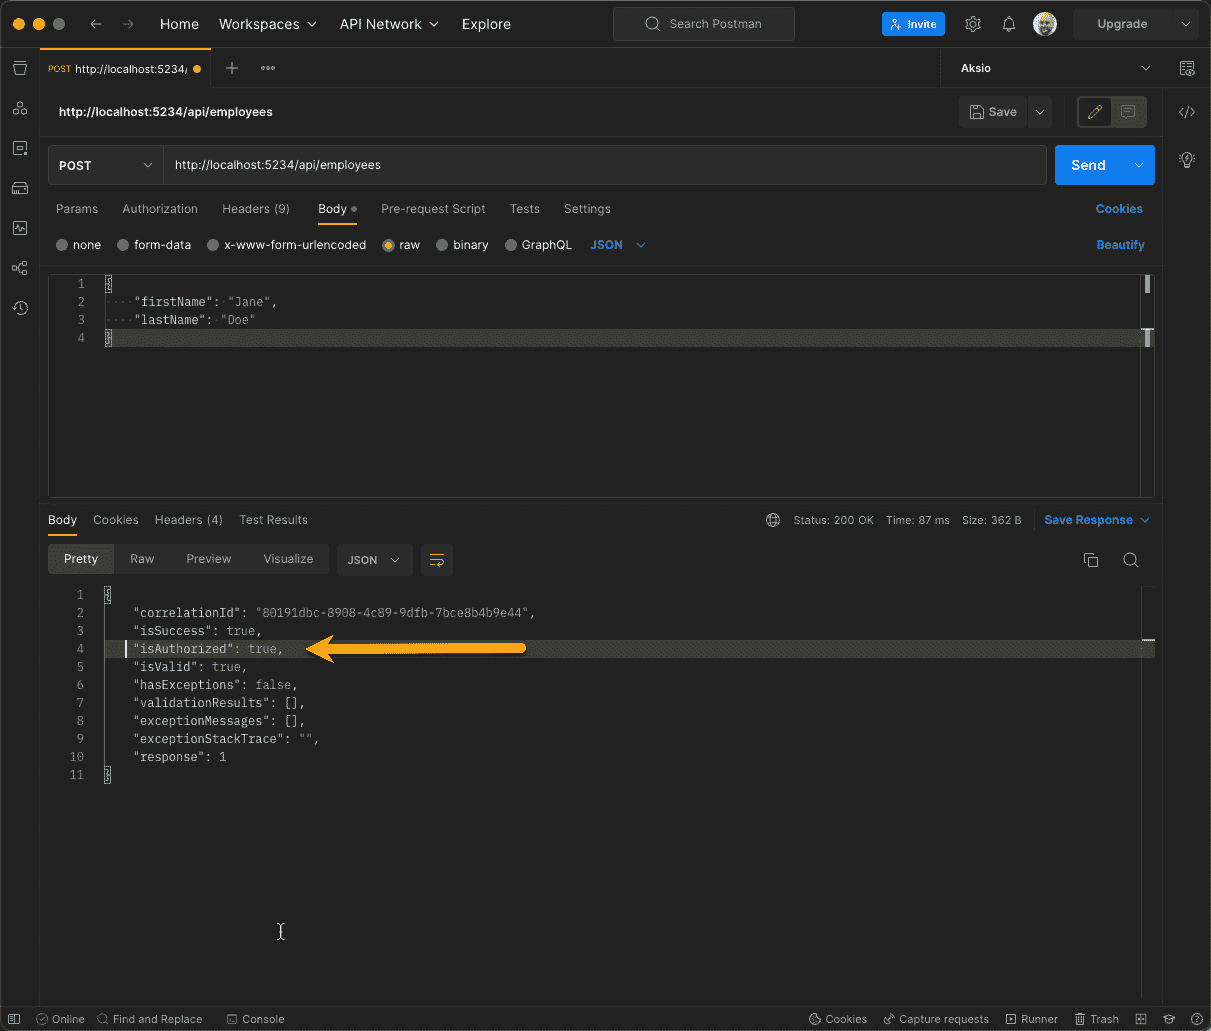 Home Workspaces API Network Explore Search Postman Invite Upgrade
POST http://localhost:5234/ Aksio
http://localhost:5234/api/employees Save
POST http://localhost:5234/api/employees Send
Params Authorization Headers (9) Body Pre-request Script Tests Settings Cookies
none form-data x-www-form-urlencoded raw binary GraphQL JSON Beautify
1 {
2 "firstName": "Jane",
3 "lastName": "Doe"
4 }
Body Cookies Headers (4) Test Results Status: 200 OK Time: 87 ms Size: 362 B Save Response
Pretty Raw Preview Visualize JSON
1 {
2 "correlationId": "80191dbc-8908-4c89-9dfb-7bce8b4b9e44",
3 "isSuccess": true,
4 "isAuthorized": true,
5 "isValid": true,
6 "hasExceptions": false,
7 "validationResults": [],
8 "exceptionMessages": [],
9 "exceptionStackTrace": "",
10 "response": 1
11 }
Online Find and Replace Console Cookies Capture requests Runner Trash